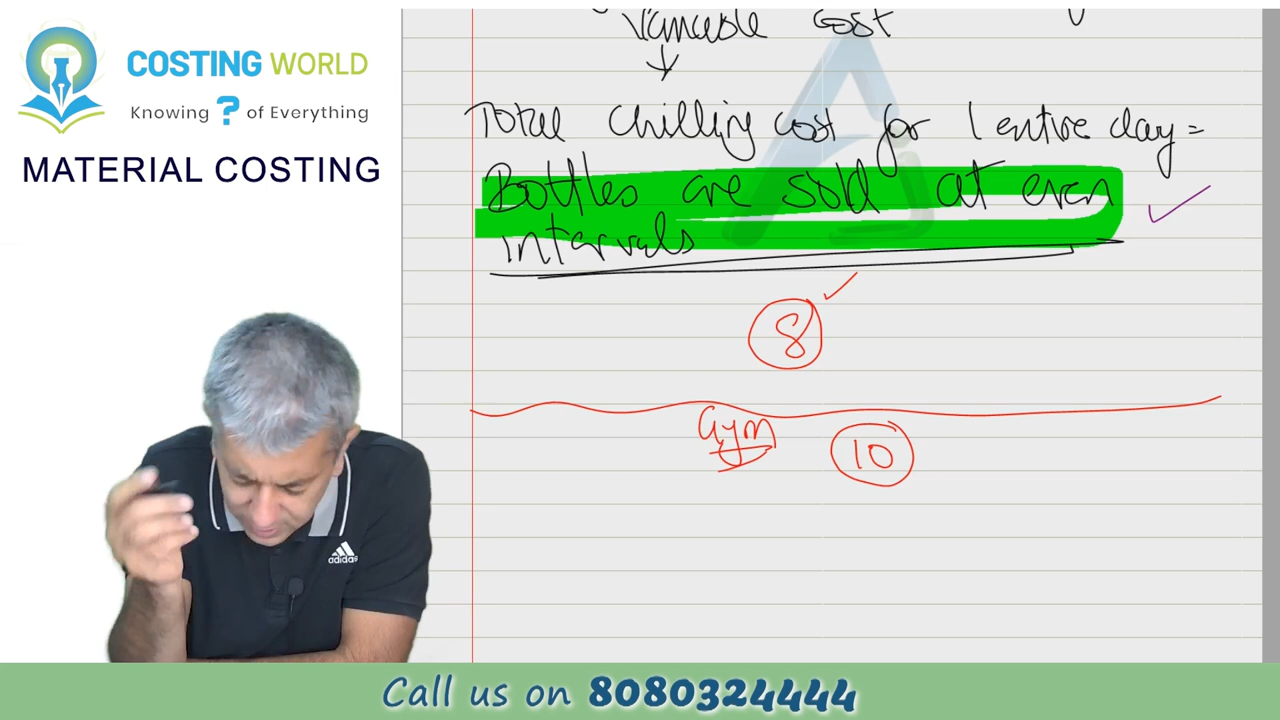 COSTING WORLD
Knowing ? of Everything
MATERIAL COSTING
Variable cost
Total chilling cost for 1 entire day =
Bottles are sold at even
intervals
8
Gym 10
adidas
Call us on 8080324444